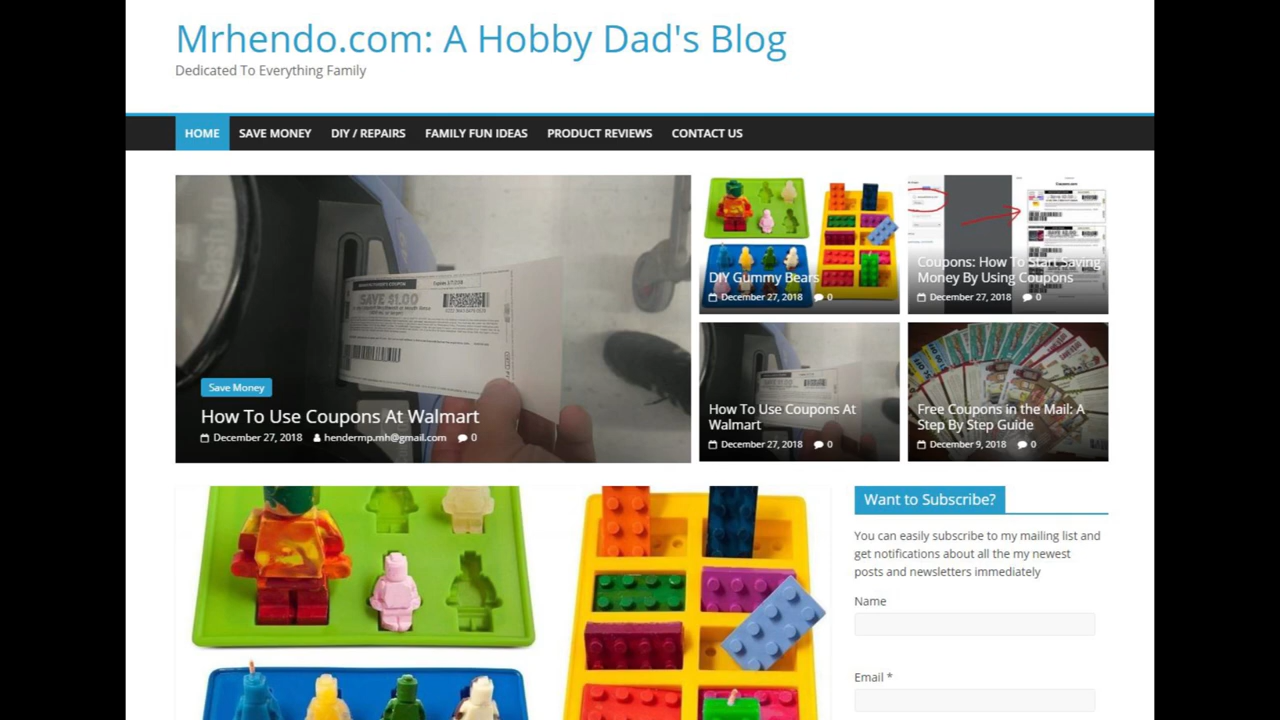 Mrhendo.com: A Hobby Dad's Blog
Dedicated To Everything Family
HOME SAVE MONEY DIY / REPAIRS FAMILY FUN IDEAS PRODUCT REVIEWS CONTACT US
SAVE $1.00
Save Money
How To Use Coupons At Walmart
December 27, 2018 hendermp.mh@gmail.com 0
DIY Gummy Bears
December 27, 2018 0
Coupons: How To Start Saving
Money By Using Coupons
December 27, 2018 0
How To Use Coupons At
Walmart
December 27, 2018 0
Free Coupons in the Mail: A
Step By Step Guide
December 9, 2018 0
Want to Subscribe?
You can easily subscribe to my mailing list and
get notifications about all the my newest
posts and newsletters immediately
Name
Email *